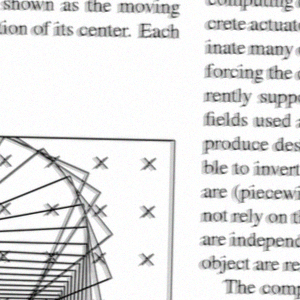 shown as the moving
tion of its center. Each
computing
crete actuat
inate many
forcing the
rently supp
fields used a
produce des
ble to invert
are (piecewi
not rely on t
are independ
object are re
The comp